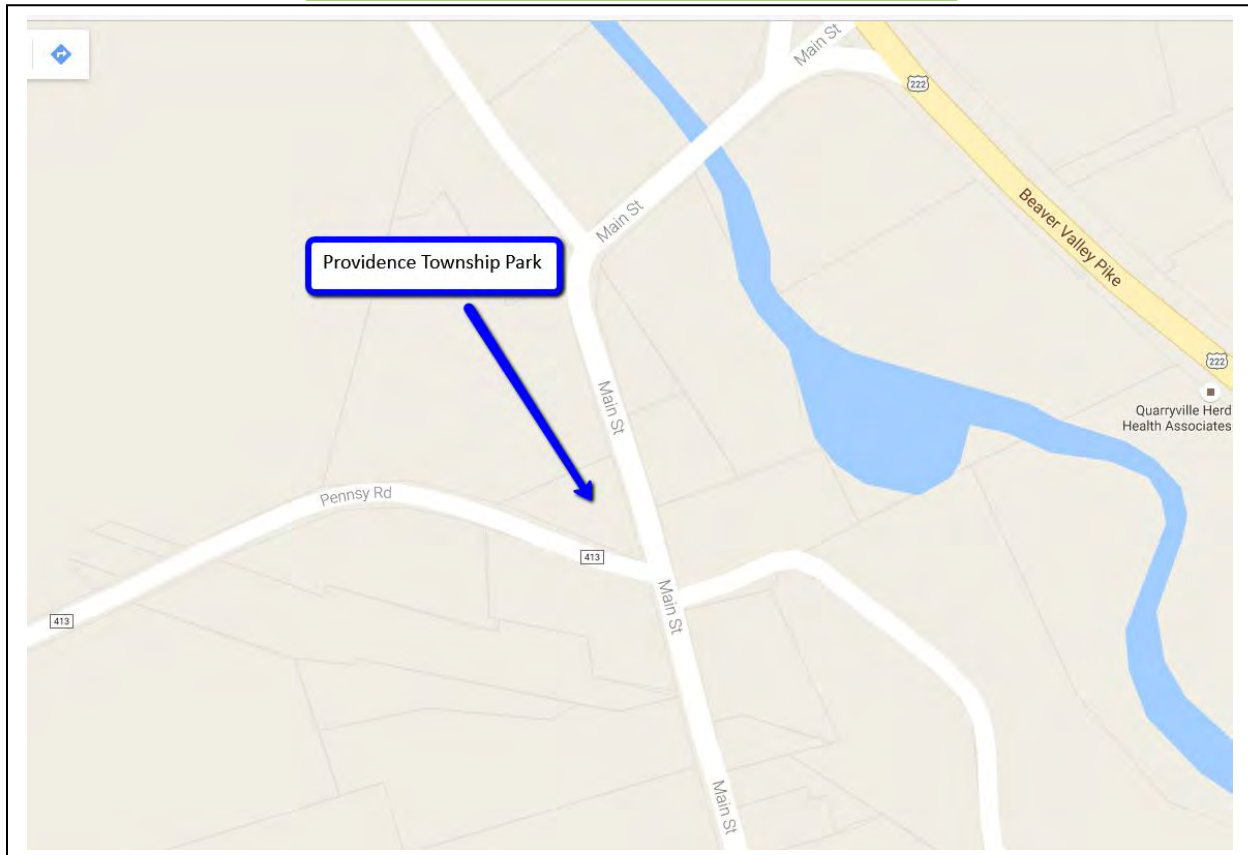 Main St
222
Main St
Beaver Valley Pike
Providence Township Park
222
Main St
Quarryville Herd
Health Associates
Pennsy Rd
413
Main St
413
Main St